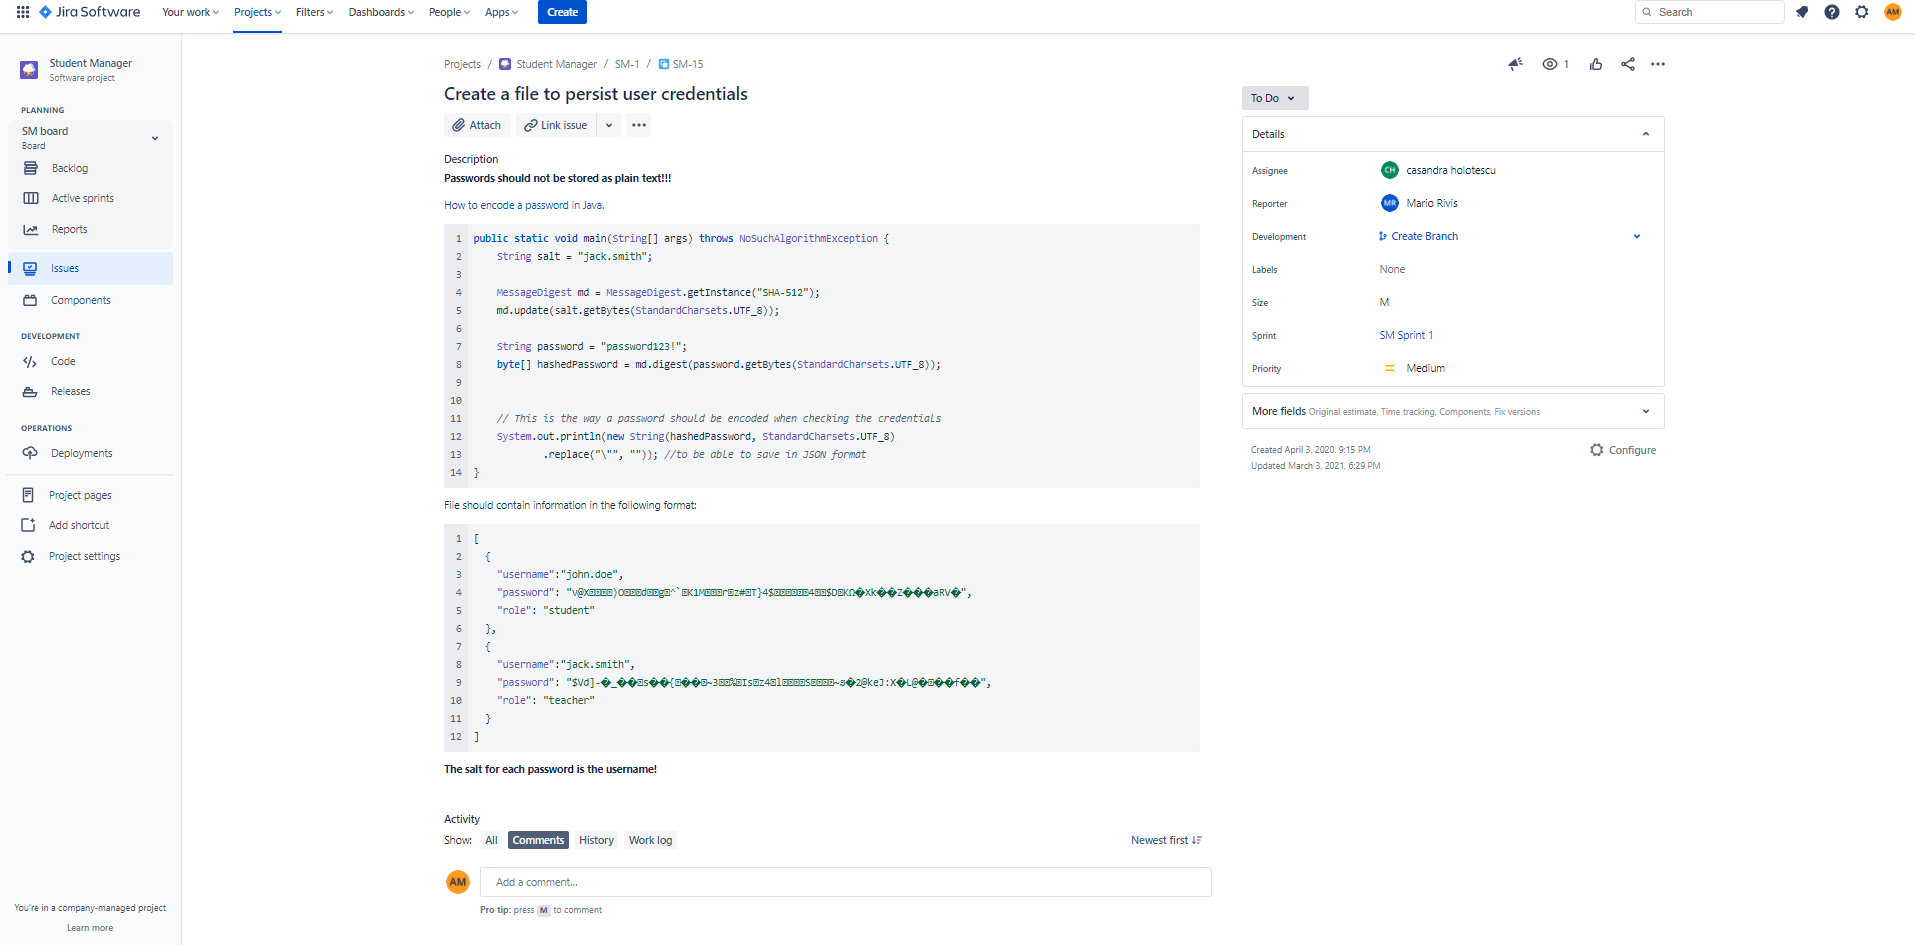 Jira Software
Your work
Projects
Filters
Dashboards
People
Apps
Create
Search
AM
Student Manager
Software project
PLANNING
SM board
Board
Backlog
Active sprints
Reports
Issues
Components
DEVELOPMENT
Code
Releases
OPERATIONS
Deployments
Project pages
Add shortcut
Project settings
You're in a company-managed project
Learn more
Projects / Student Manager / SM-1 / SM-15
1
Create a file to persist user credentials
Attach
Link issue
Description
Passwords should not be stored as plain text!!!
How to encode a password in Java.
1 public static void main(String[] args) throws NoSuchAlgorithmException {
2 String salt = "jack.smith";
3
4 MessageDigest md = MessageDigest.getInstance("SHA-512");
5 md.update(salt.getBytes(StandardCharsets.UTF_8));
6
7 String password = "password123!";
8 byte[] hashedPassword = md.digest(password.getBytes(StandardCharsets.UTF_8));
9
10
11 // This is the way a password should be encoded when checking the credentials
12 System.out.println(new String(hashedPassword, StandardCharsets.UTF_8)
13 .replace("\"", "")); //to be able to save in JSON format
14 }
File should contain information in the following format:
1 [
2 {
3 "username":"john.doe",
4 "password":
5 "role": "student"
6 },
7 {
8 "username":"jack.smith",
9 "password":
10 "role": "teacher"
11 }
12 ]
The salt for each password is the username!
Activity
Show:
All
Comments
History
Work log
Newest first
AM
Add a comment...
Pro tip: press M to comment
To Do
Details
Assignee
CH
casandra holotescu
Reporter
MR
Mario Rivis
Development
Create Branch
Labels
None
Size
M
Sprint
SM Sprint 1
Priority
Medium
More fields Original estimate, Time tracking, Components, Fix versions
Created April 3, 2020, 9:15 PM
Updated March 3, 2021, 6:29 PM
Configure